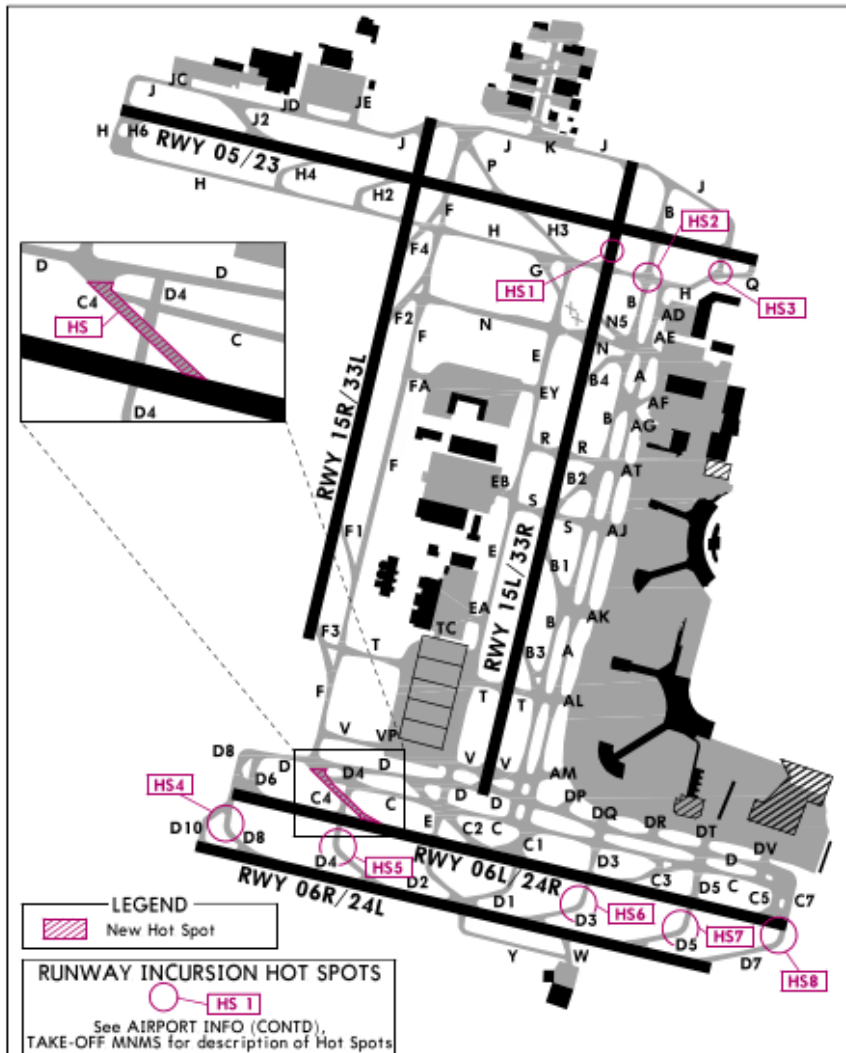 JC
J
JD
JE
J2
H
H6
RWY 05/23
J
J
K
J
P
H4
H2
H
F
H
H3
J
B
HS2
F4
G
HS1
Q
HS3
H
B
AD
N5
AE
D
D
D4
C4
HS
C
D4
F2
F
N
E
N
B4
A
FA
EY
AF
B
AG
RWY 15R/33L
R
R
AT
F
EB
B2
S
S
AJ
F1
E
B1
RWY 15L/33R
EA
AK
TC
B
F3
T
B3
A
F
T
T
AL
V
VP
V
V
AM
D8
D
D4
D
D
D
DP
HS4
D6
C4
C
DQ
DR
DT
E
C2
C
C1
D
DV
D10
D8
D4
HS5
RWY 06L/24R
D3
C3
D5
C
C5
C7
RWY 06R/24L
D2
D1
D3
HS6
D5
HS7
Y
W
D7
HS8
LEGEND
New Hot Spot
RUNWAY INCURSION HOT SPOTS
HS 1
See AIRPORT INFO (CONTD),
TAKE-OFF MNMS for description of Hot Spots